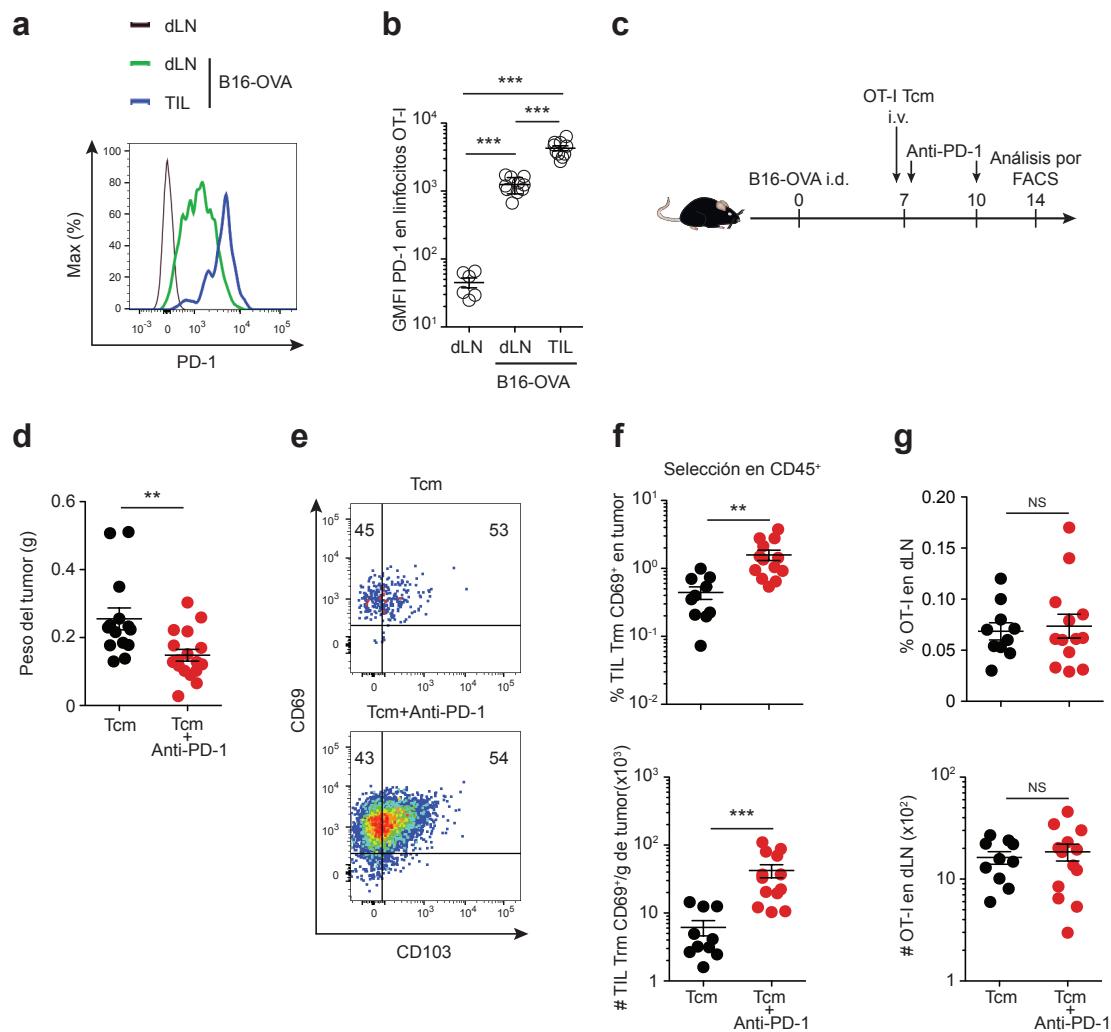 a
dLN
dLN
TIL
B16-OVA
Max (%)
100
80
60
40
20
0
-10-3
0
103
104
105
PD-1
b
***
***
***
GMFI PD-1 en linfocitos OT-I
104
103
102
101
dLN
dLN
TIL
B16-OVA
c
OT-I Tcm
i.v.
Anti-PD-1
Análisis por
FACS
B16-OVA i.d.
0
7
10
14
d
**
Peso del tumor (g)
0.6
0.4
0.2
0
Tcm
Tcm
+
Anti-PD-1
e
Tcm
45
53
105
104
103
0
0
103
104
105
Tcm+Anti-PD-1
43
54
105
104
103
0
0
103
104
105
CD69
CD103
f
Selección en CD45+
**
% TIL Trm CD69+ en tumor
101
100
10-1
10-2
***
# TIL Trm CD69+/g de tumor(x103)
103
102
10
1
Tcm
Tcm
+
Anti-PD-1
g
NS
% OT-I en dLN
0.20
0.15
0.10
0.05
0
NS
# OT-I en dLN (x102)
102
10
1
Tcm
Tcm
+
Anti-PD-1